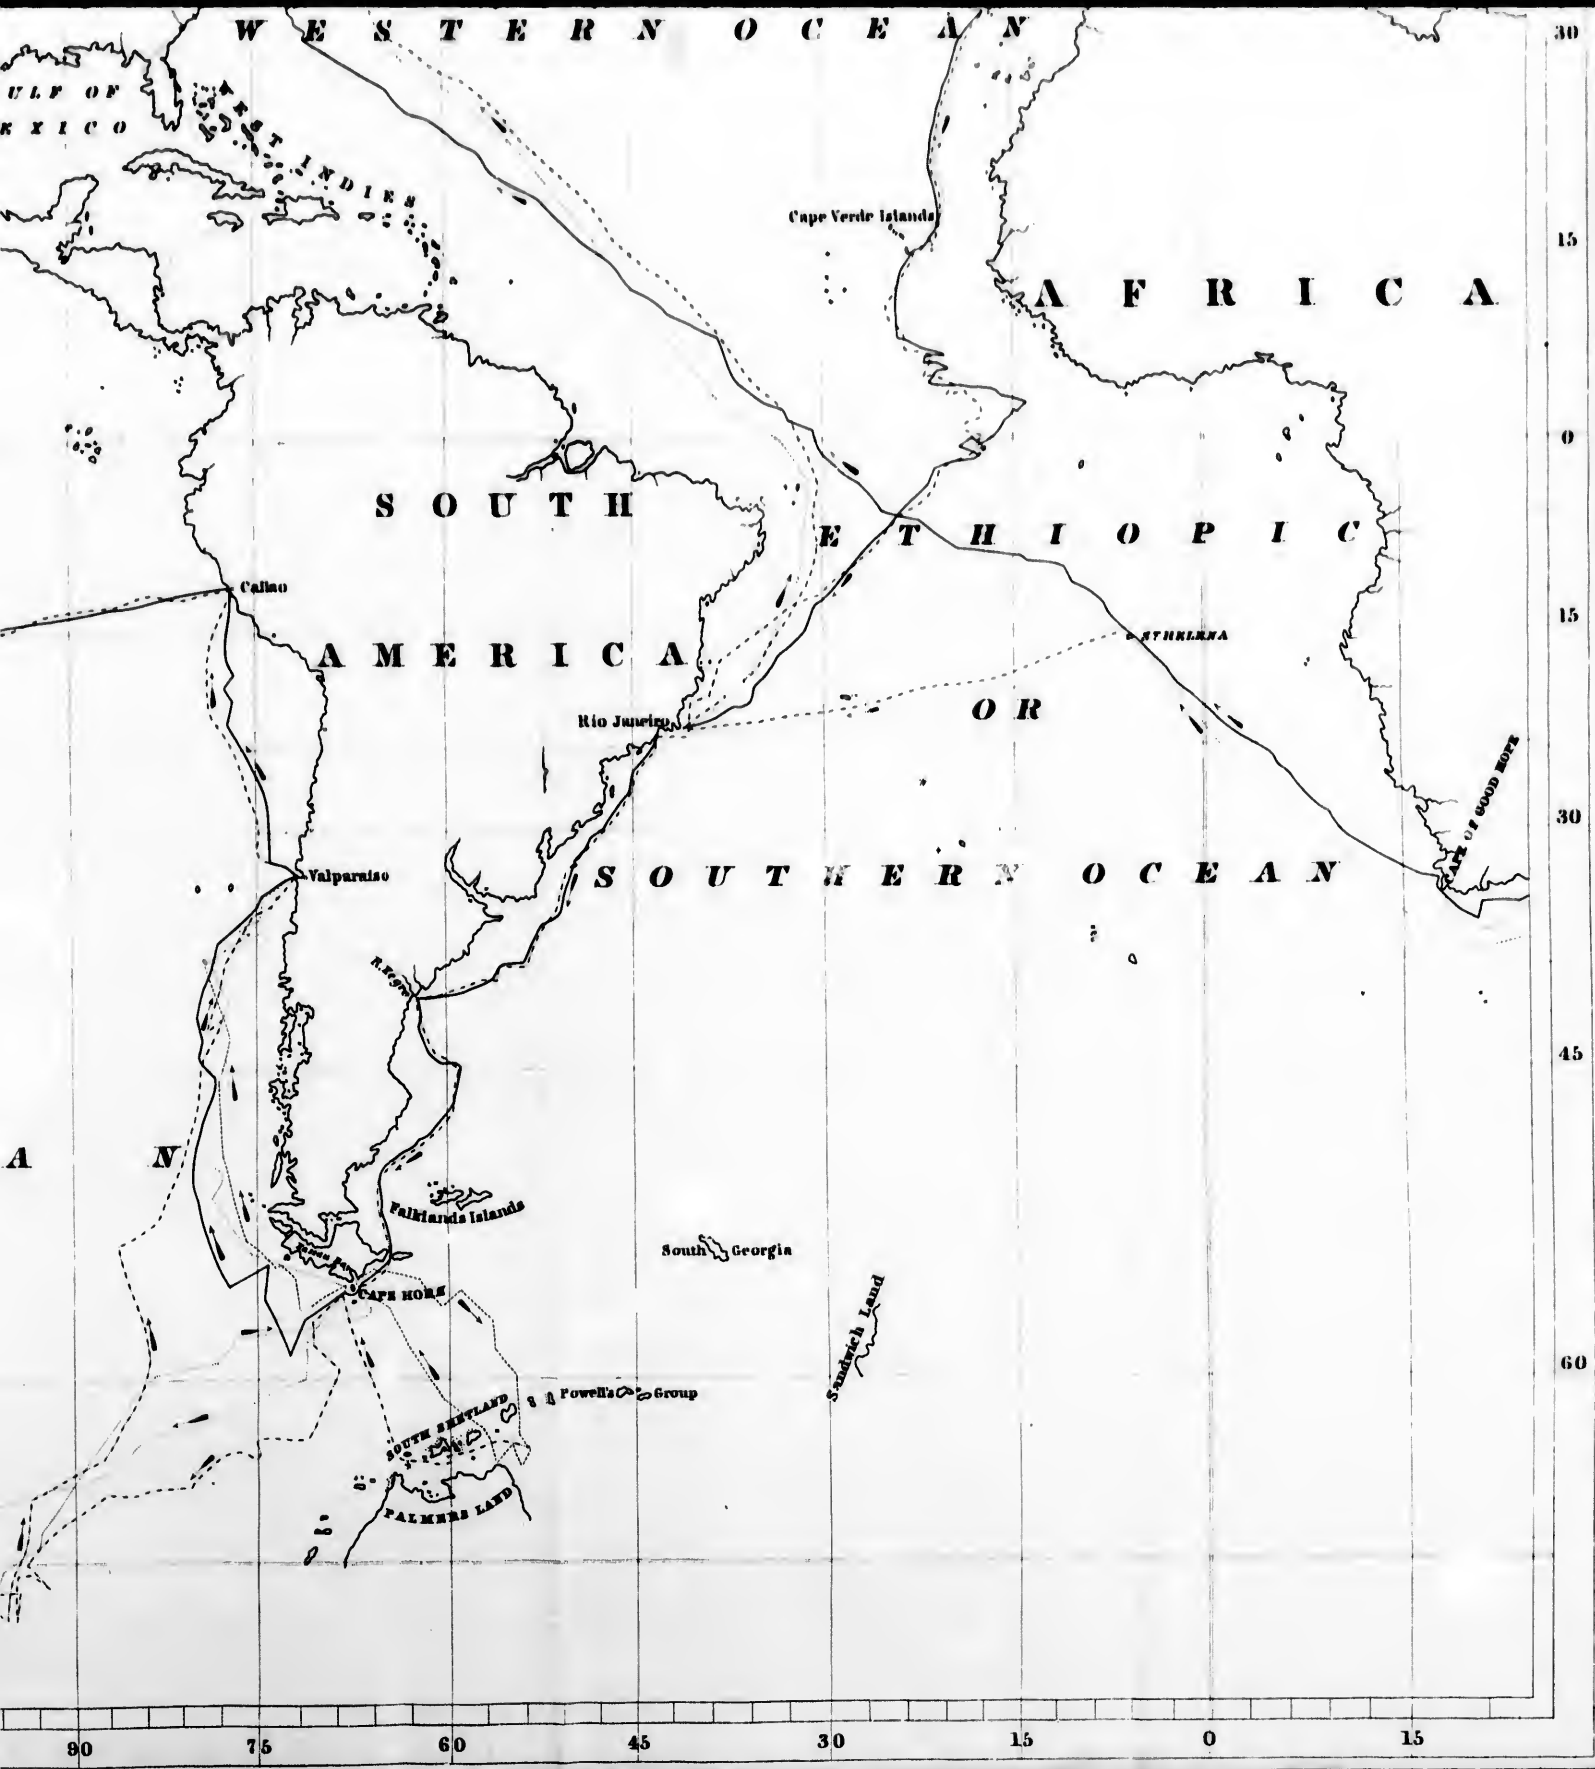 WESTERN OCEAN
30
ULF OF
EXICO
WEST INDIES
Cape Verde Islands
15
AFRICA
0
SOUTH
ETHIOPIC
Callao
15
ST HELENA
AMERICA
OR
Rio Janeiro
CAPE OF GOOD HOPE
30
Valparaiso
SOUTHERN OCEAN
R. Negro
45
A N
Falklands Islands
South Georgia
CAPE HORN
Sandwich Land
60
Powell's Group
SOUTH SHETLAND
PALMERS LAND
90 75 60 45 30 15 0 15